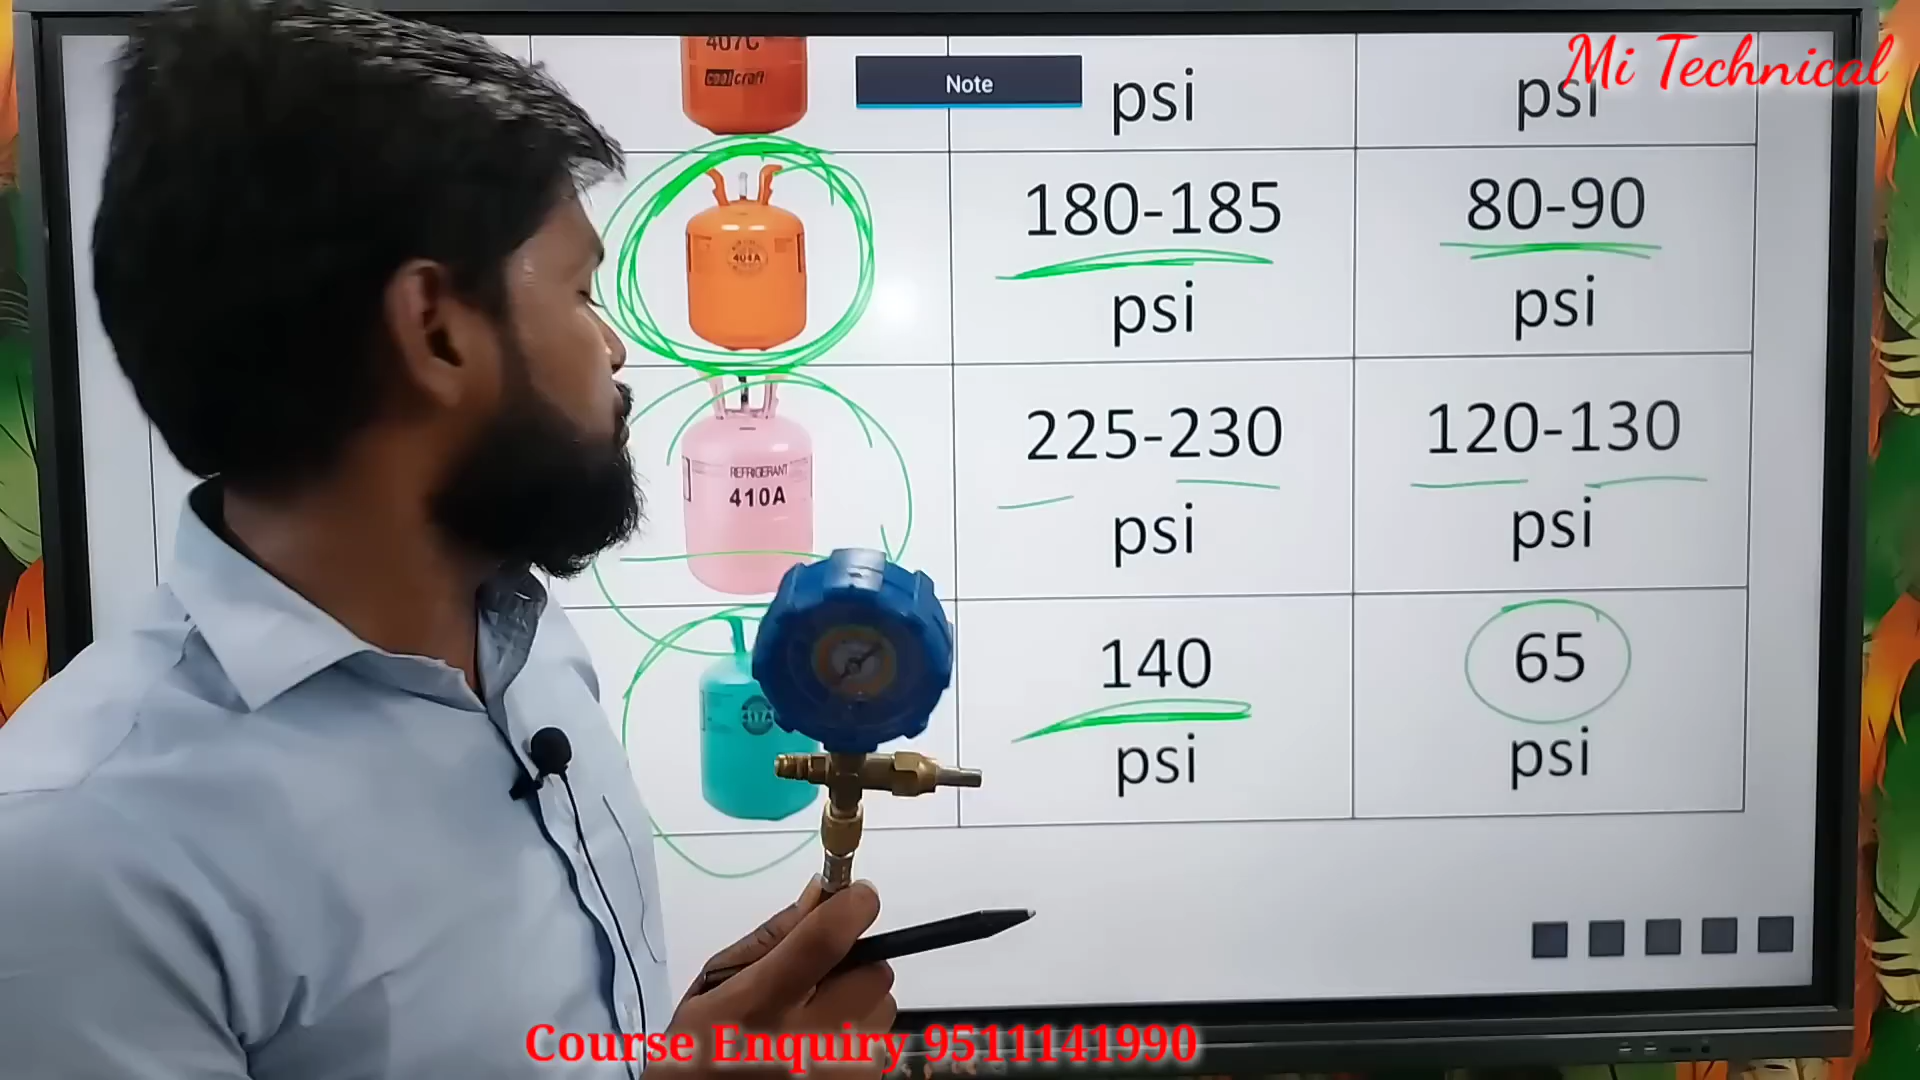 Mi Technical
407C
coolcraft
Note
psi
psi
404A
180-185
psi
80-90
psi
REFRIGERANT
410A
225-230
psi
120-130
psi
140
psi
65
psi
Course Enquiry 9511141990